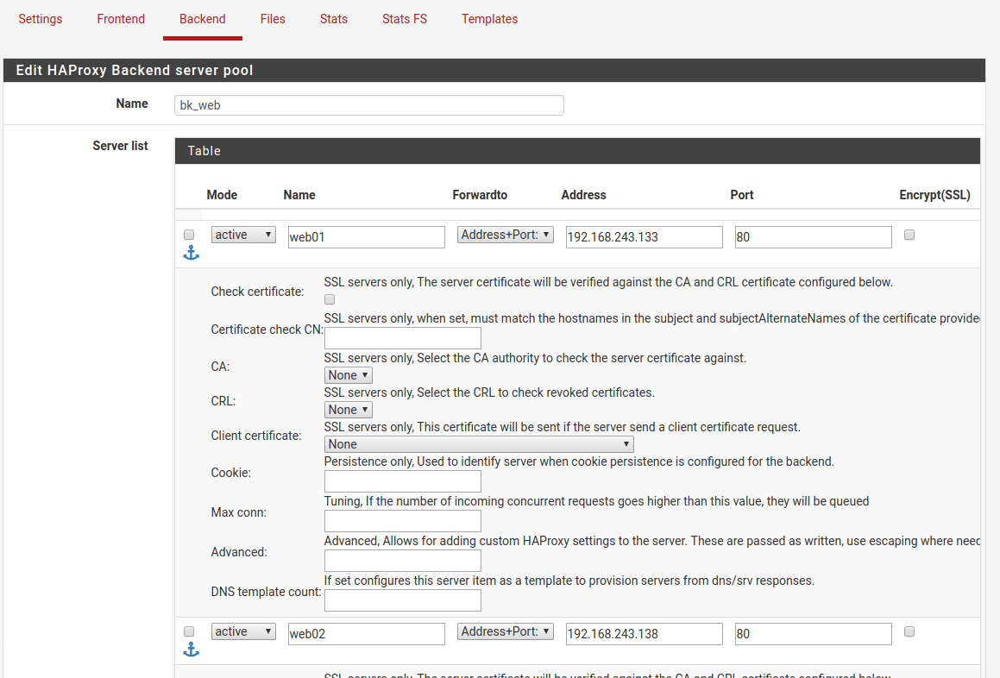 Settings Frontend Backend Files Stats Stats FS Templates
Edit HAProxy Backend server pool
Name bk_web
Server list Table
Mode Name Forwardto Address Port Encrypt(SSL)
active web01 Address+Port: 192.168.243.133 80
SSL servers only, The server certificate will be verified against the CA and CRL certificate configured below.
Check certificate:
SSL servers only, when set, must match the hostnames in the subject and subjectAlternateNames of the certificate provide
Certificate check CN:
SSL servers only, Select the CA authority to check the server certificate against.
CA:
None
SSL servers only, Select the CRL to check revoked certificates.
CRL:
None
SSL servers only, This certificate will be sent if the server send a client certificate request.
Client certificate:
None
Persistence only, Used to identify server when cookie persistence is configured for the backend.
Cookie:
Tuning, If the number of incoming concurrent requests goes higher than this value, they will be queued
Max conn:
Advanced, Allows for adding custom HAProxy settings to the server. These are passed as written, use escaping where need
Advanced:
If set configures this server item as a template to provision servers from dns/srv responses.
DNS template count:
active web02 Address+Port: 192.168.243.138 80
SSL servers only, The server certificate will be verified against the CA and CRL certificate configured below.